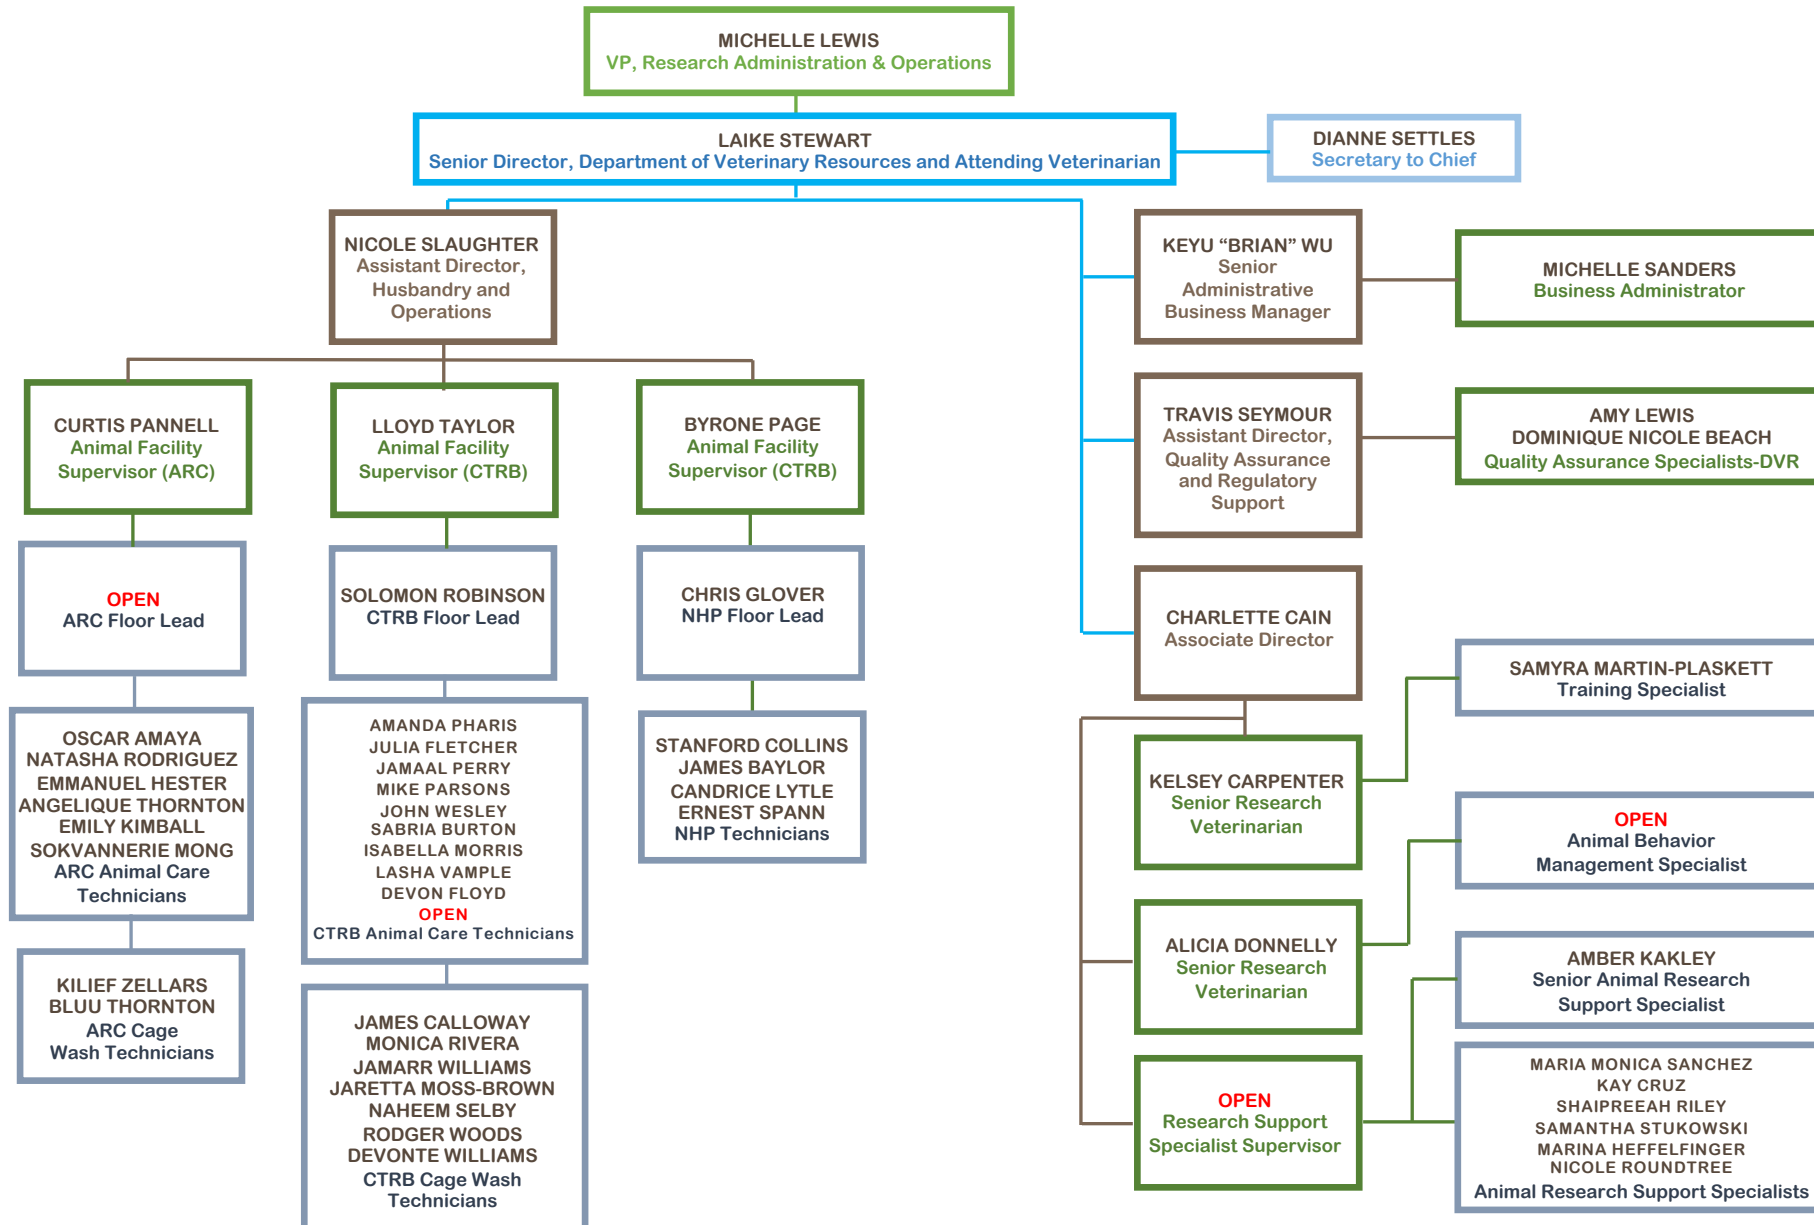 MICHELLE LEWIS
VP, Research Administration & Operations
LAIKE STEWART
Senior Director, Department of Veterinary Resources and Attending Veterinarian
DIANNE SETTLES
Secretary to Chief
NICOLE SLAUGHTER
Assistant Director,
Husbandry and
Operations
KEYU “BRIAN” WU
Senior
Administrative
Business Manager
MICHELLE SANDERS
Business Administrator
CURTIS PANNELL
Animal Facility
Supervisor (ARC)
LLOYD TAYLOR
Animal Facility
Supervisor (CTRB)
BYRONE PAGE
Animal Facility
Supervisor (CTRB)
TRAVIS SEYMOUR
Assistant Director,
Quality Assurance
and Regulatory
Support
AMY LEWIS
DOMINIQUE NICOLE BEACH
Quality Assurance Specialists-DVR
OPEN
ARC Floor Lead
SOLOMON ROBINSON
CTRB Floor Lead
CHRIS GLOVER
NHP Floor Lead
CHARLETTE CAIN
Associate Director
SAMYRA MARTIN-PLASKETT
Training Specialist
OSCAR AMAYA
NATASHA RODRIGUEZ
EMMANUEL HESTER
ANGELIQUE THORNTON
EMILY KIMBALL
SOKVANNERIE MONG
ARC Animal Care
Technicians
AMANDA PHARIS
JULIA FLETCHER
JAMAAL PERRY
MIKE PARSONS
JOHN WESLEY
SABRIA BURTON
ISABELLA MORRIS
LASHA VAMPLE
DEVON FLOYD
OPEN
CTRB Animal Care Technicians
STANFORD COLLINS
JAMES BAYLOR
CANDRICE LYTLE
ERNEST SPANN
NHP Technicians
KELSEY CARPENTER
Senior Research
Veterinarian
OPEN
Animal Behavior
Management Specialist
ALICIA DONNELLY
Senior Research
Veterinarian
AMBER KAKLEY
Senior Animal Research
Support Specialist
KILIEF ZELLARS
BLUU THORNTON
ARC Cage
Wash Technicians
JAMES CALLOWAY
MONICA RIVERA
JAMARR WILLIAMS
JARETTA MOSS-BROWN
NAHEEM SELBY
RODGER WOODS
DEVONTE WILLIAMS
CTRB Cage Wash
Technicians
OPEN
Research Support
Specialist Supervisor
MARIA MONICA SANCHEZ
KAY CRUZ
SHAIPREEAH RILEY
SAMANTHA STUKOWSKI
MARINA HEFFELFINGER
NICOLE ROUNDTREE
Animal Research Support Specialists